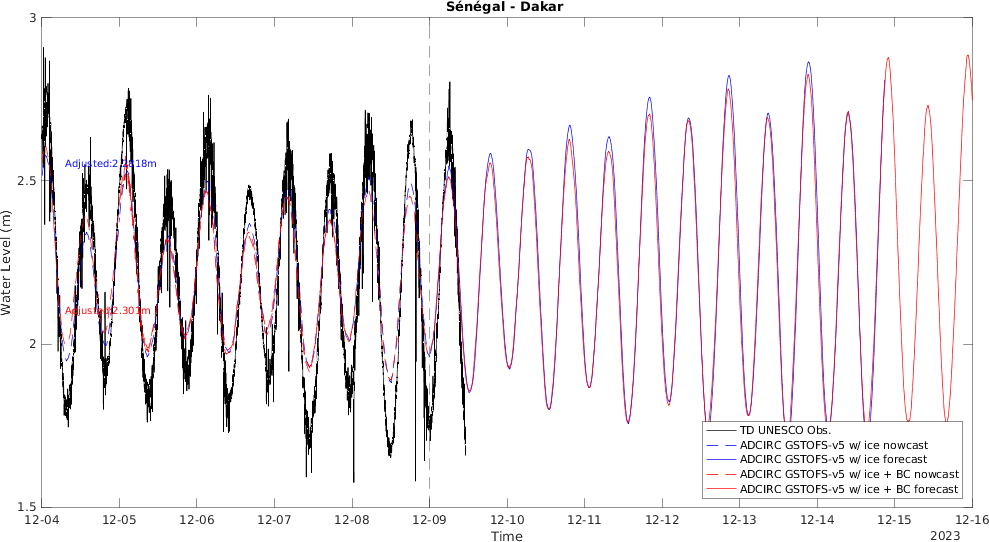 Sénégal - Dakar
3
2.5
2
1.5
Water Level (m)
Adjusted:2.2818m
Adjusted:2.301m
TD UNESCO Obs.
ADCIRC GSTOFS-v5 w/ ice nowcast
ADCIRC GSTOFS-v5 w/ ice forecast
ADCIRC GSTOFS-v5 w/ ice + BC nowcast
ADCIRC GSTOFS-v5 w/ ice + BC forecast
12-04 12-05 12-06 12-07 12-08 12-09 12-10 12-11 12-12 12-13 12-14 12-15 12-16
Time
2023